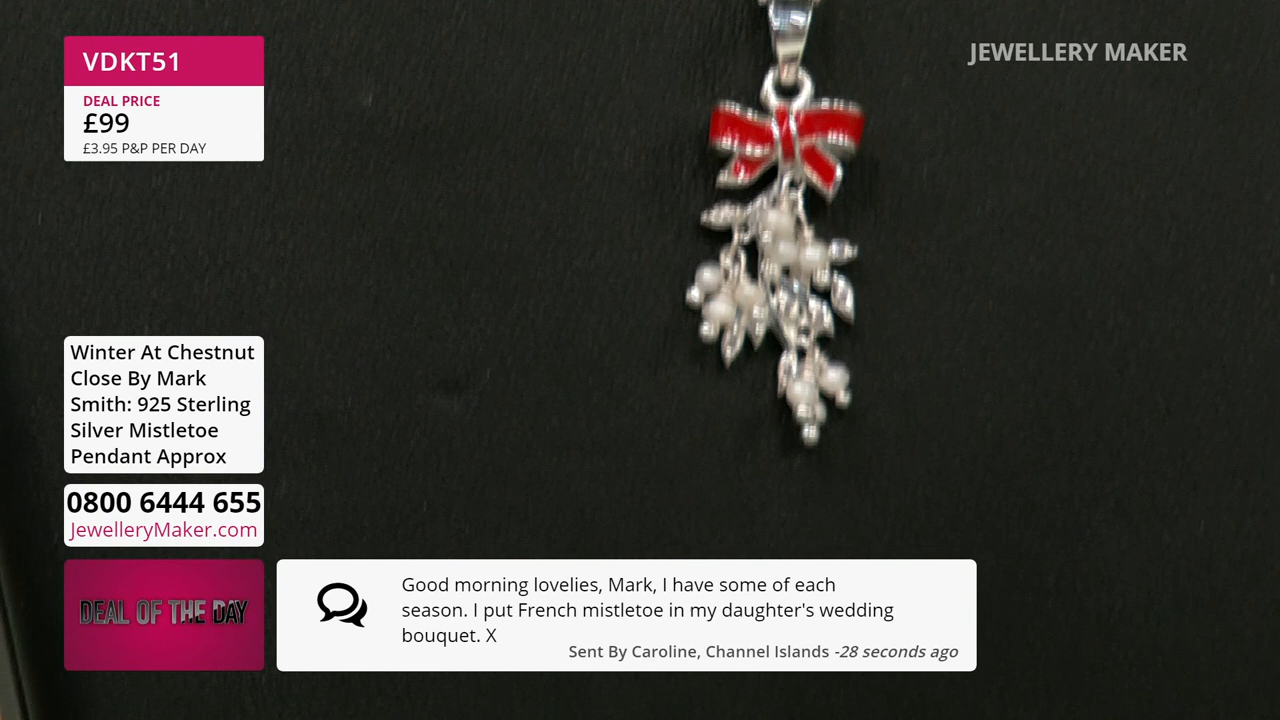 VDKT51
DEAL PRICE
£99
£3.95 P&P PER DAY
JEWELLERY MAKER
Winter At Chestnut
Close By Mark
Smith: 925 Sterling
Silver Mistletoe
Pendant Approx
0800 6444 655
JewelleryMaker.com
DEAL OF THE DAY
Good morning lovelies, Mark, I have some of each
season. I put French mistletoe in my daughter's wedding
bouquet. X
Sent By Caroline, Channel Islands -28 seconds ago